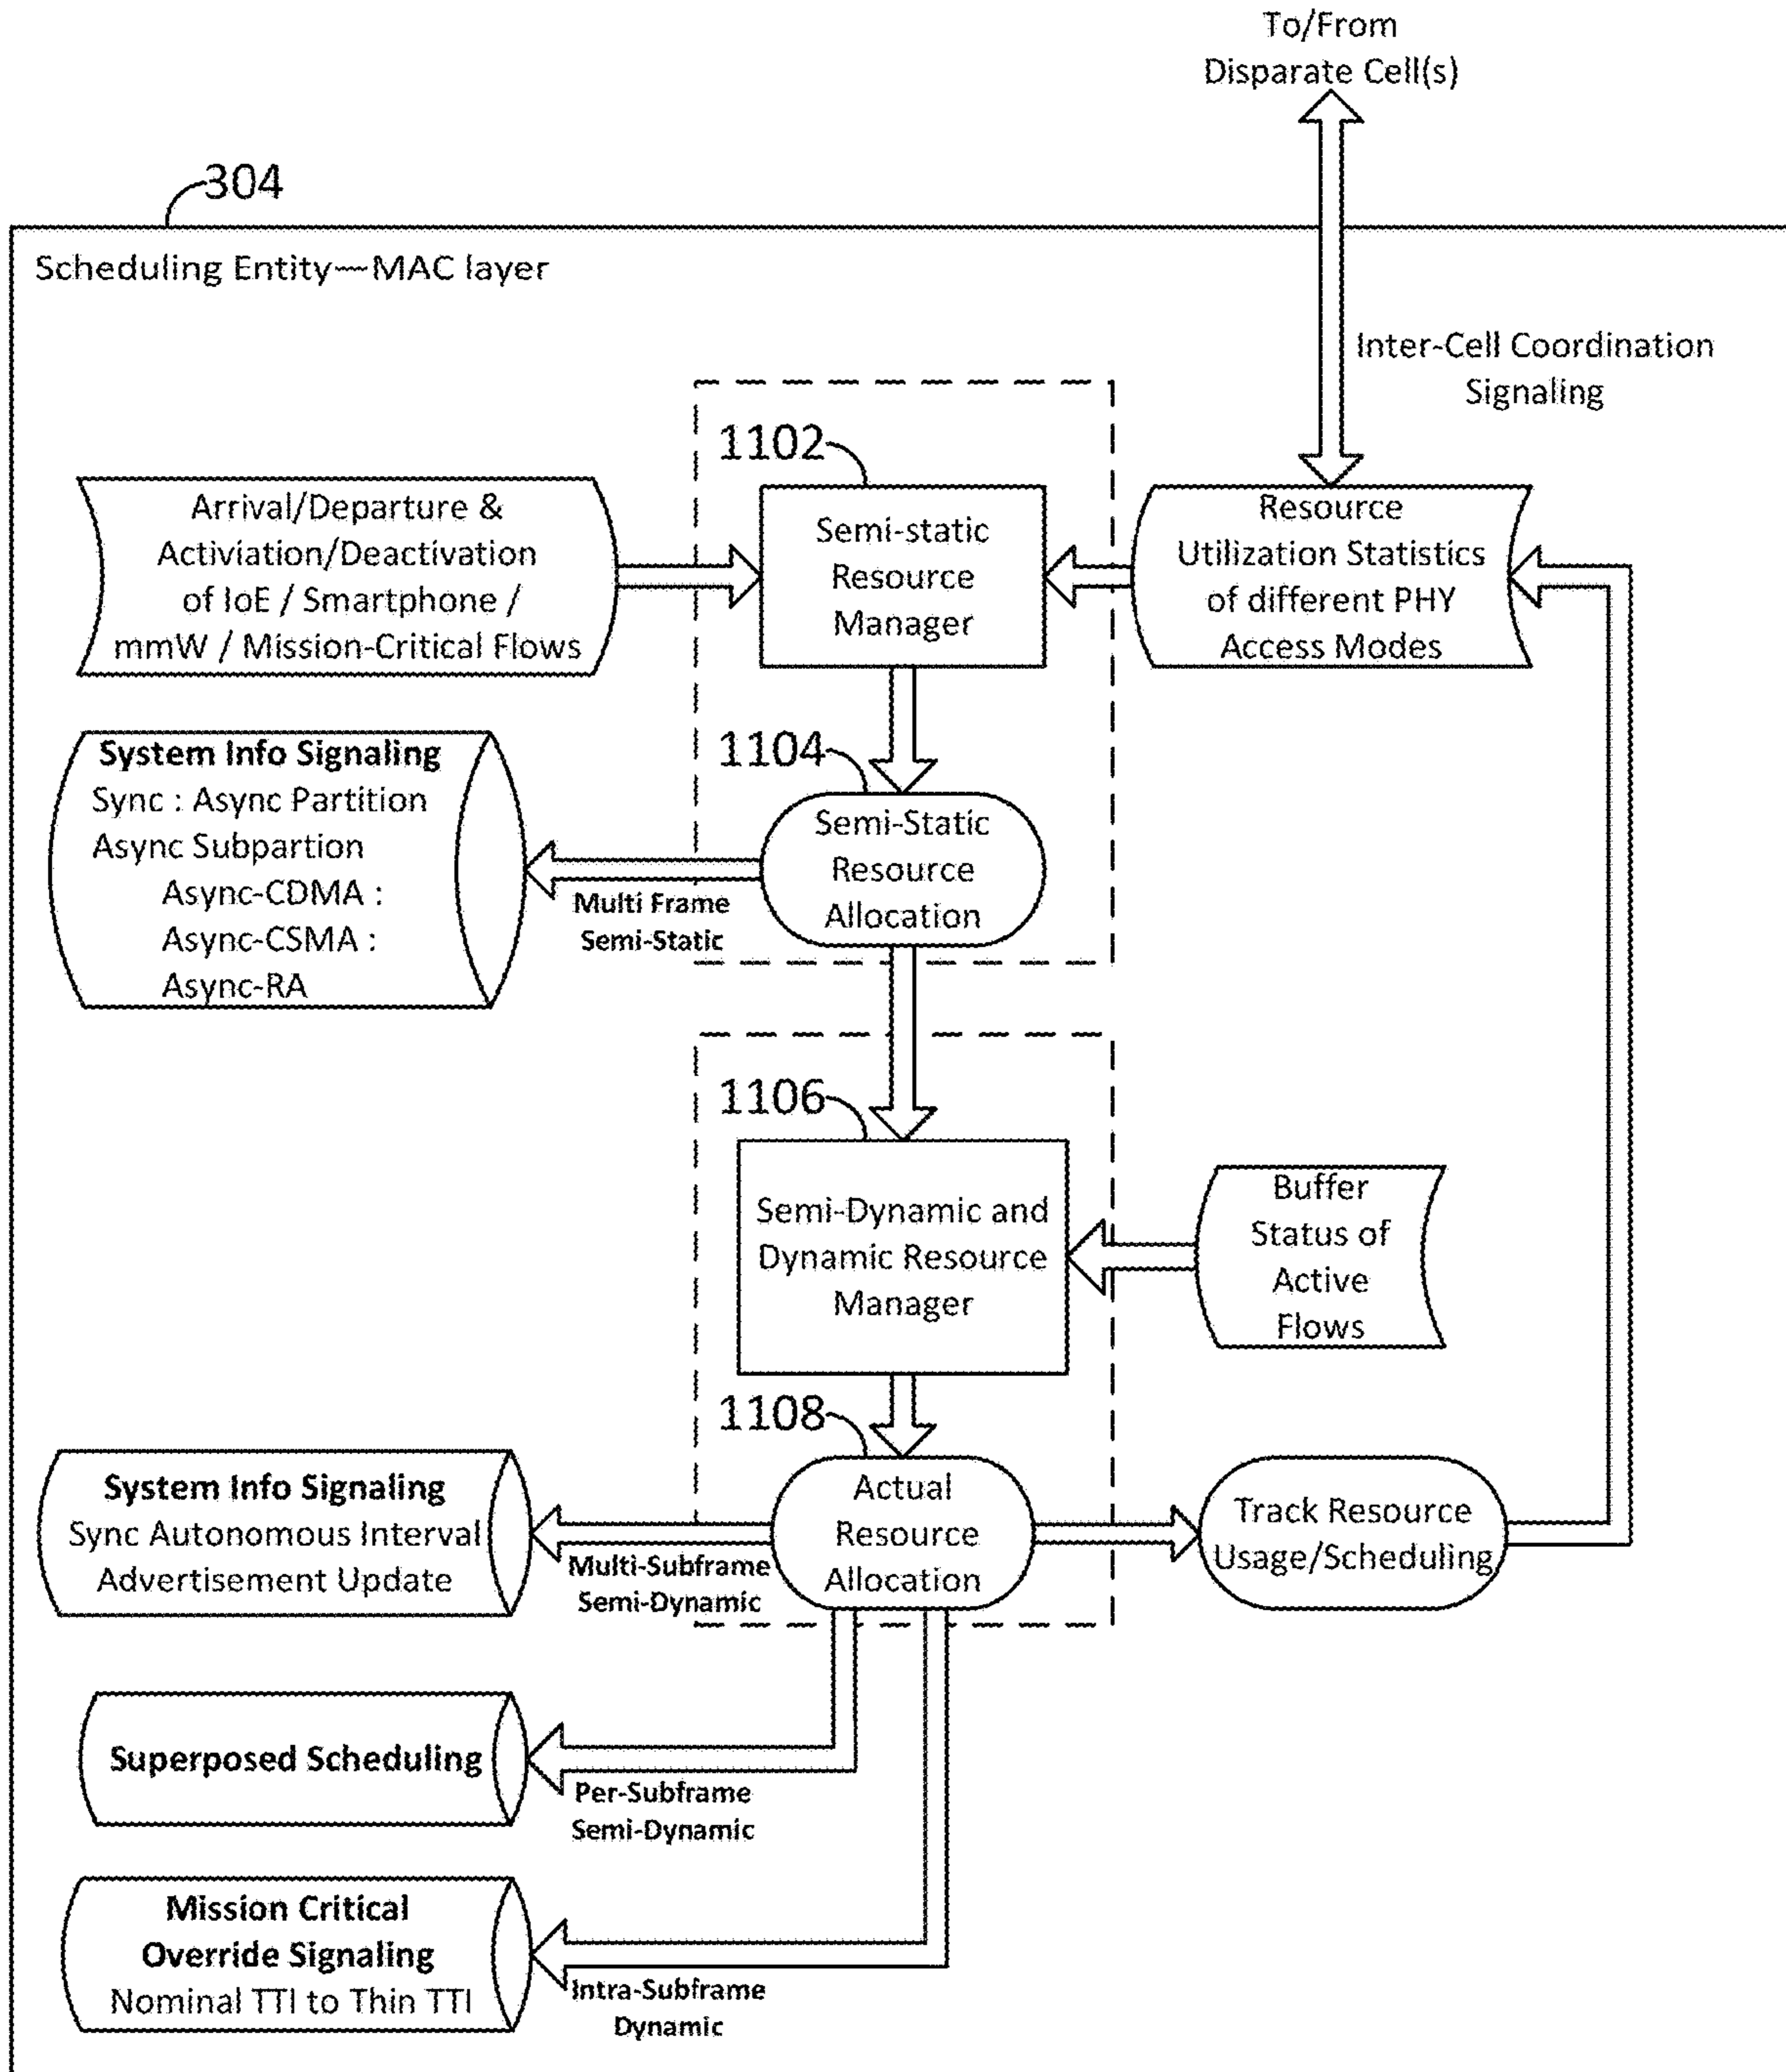 To/From
Disparate Cell(s)
304
Scheduling Entity—MAC layer
Inter-Cell Coordination
Signaling
1102
Arrival/Departure &
Activiation/Deactivation
of IoE / Smartphone /
mmW / Mission-Critical Flows
Semi-static
Resource
Manager
Resource
Utilization Statistics
of different PHY
Access Modes
1104
System Info Signaling
Sync : Async Partition
Async Subpartion
Async-CDMA :
Async-CSMA :
Async-RA
Multi Frame
Semi-Static
Semi-Static
Resource
Allocation
1106
Semi-Dynamic and
Dynamic Resource
Manager
Buffer
Status of
Active
Flows
1108
System Info Signaling
Sync Autonomous Interval
Advertisement Update
Multi-Subframe
Semi-Dynamic
Actual
Resource
Allocation
Track Resource
Usage/Scheduling
Superposed Scheduling
Per-Subframe
Semi-Dynamic
Mission Critical
Override Signaling
Nominal TTI to Thin TTI
Intra-Subframe
Dynamic